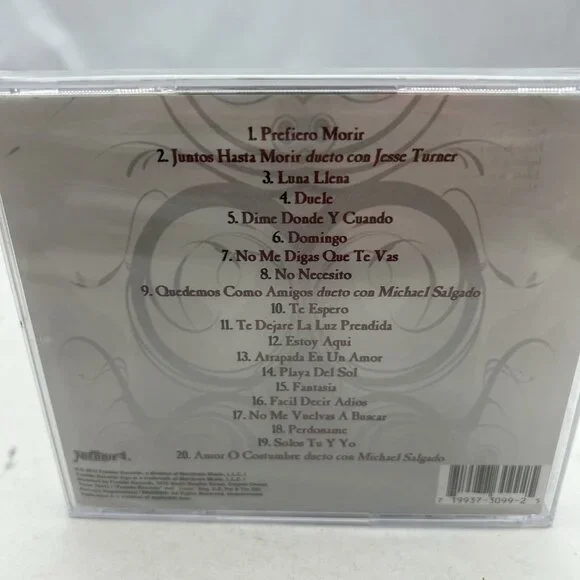 1. Prefiero Morir
2. Juntos Hasta Morir dueto con Jesse Turner
3. Luna Llena
4. Duele
5. Dime Donde Y Cuando
6. Domingo
7. No Me Digas Que Te Vas
8. No Necesito
9. Quedemos Como Amigos dueto con Michael Salgado
10. Te Espero
11. Te Dejare La Luz Prendida
12. Estoy Aqui
13. Atrapada En Un Amor
14. Playa Del Sol
15. Fantasia
16. Facil Decir Adios
17. No Me Vuelvas A Buscar
18. Perdoname
19. Solos Tu Y Yo
20. Amor O Costumbre dueto con Michael Salgado
7 19937-3099-2 5